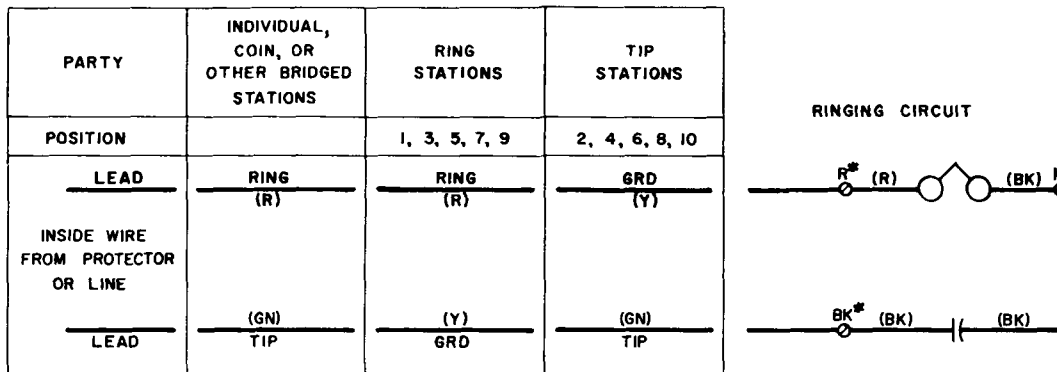 PARTY
INDIVIDUAL,
COIN, OR
OTHER BRIDGED
STATIONS
RING
STATIONS
TIP
STATIONS
RINGING CIRCUIT
POSITION
1, 3, 5, 7, 9
2, 4, 6, 8, 10
LEAD
RING
(R)
RING
(R)
GRD
(Y)
R*
(R)
(BK)
INSIDE WIRE
FROM PROTECTOR
OR LINE
LEAD
(GN)
TIP
(Y)
GRD
(GN)
TIP
BK*
(BK)
(BK)